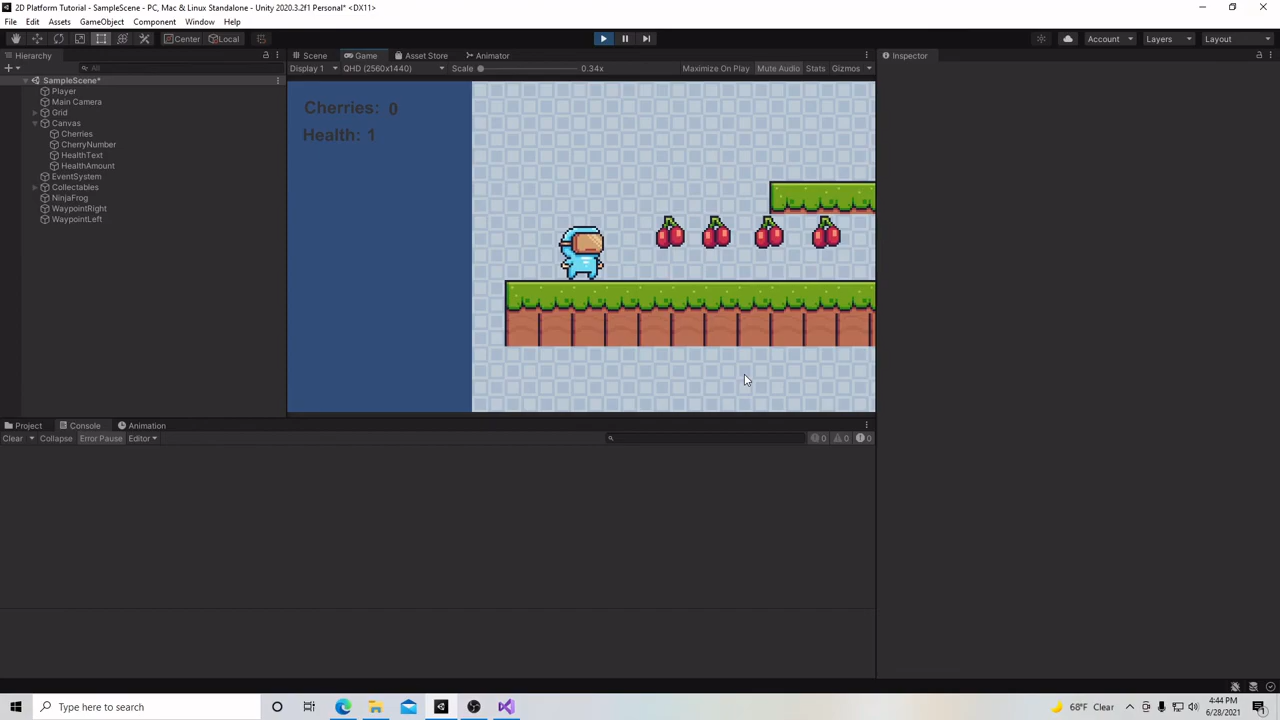 2D Platform Tutorial - SampleScene - PC, Mac & Linux Standalone - Unity 2020.3.2f1 Personal* <DX11>
File Edit Assets GameObject Component Window Help
Center Local Account Layers Layout
Hierarchy Scene Game Asset Store Animator Inspector
All Display 1 QHD (2560x1440) Scale 0.34x Maximize On Play Mute Audio Stats Gizmos
SampleScene*
Player
Main Camera
Grid
Canvas
Cherries
CherryNumber
HealthText
HealthAmount
EventSystem
Collectables
NinjaFrog
WaypointRight
WaypointLeft
Cherries: 0
Health: 1
Project Console Animation
Clear Collapse Error Pause Editor 0 0 0
Type here to search
68°F Clear
4:44 PM
6/28/2021
1